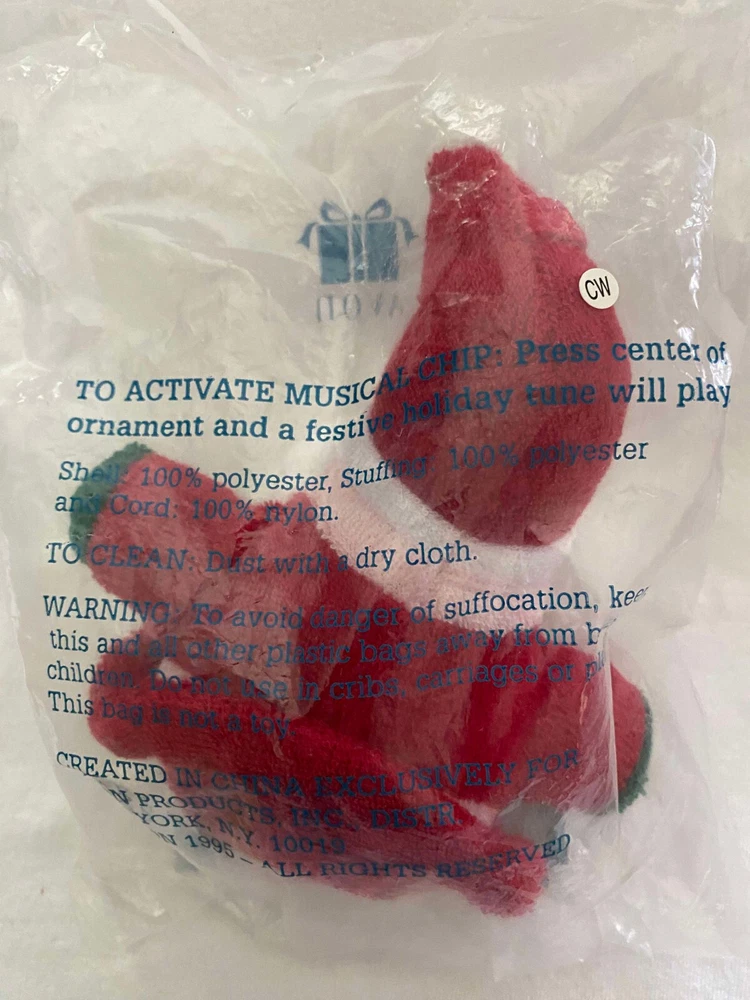 AVON
CW
TO ACTIVATE MUSICAL CHIP: Press center of
ornament and a festive holiday tune will play
Shell: 100% polyester, Stuffing: 100% polyester
and Cord: 100% nylon.
TO CLEAN: Dust with a dry cloth.
WARNING: To avoid danger of suffocation, keep
this and all other plastic bags away from b
children. Do not use in cribs, carriages or pl
This bag is not a toy.
CREATED IN CHINA EXCLUSIVELY FOR
N PRODUCTS, INC., DISTR.
YORK, N.Y. 10019
N 1995 - ALL RIGHTS RESERVED